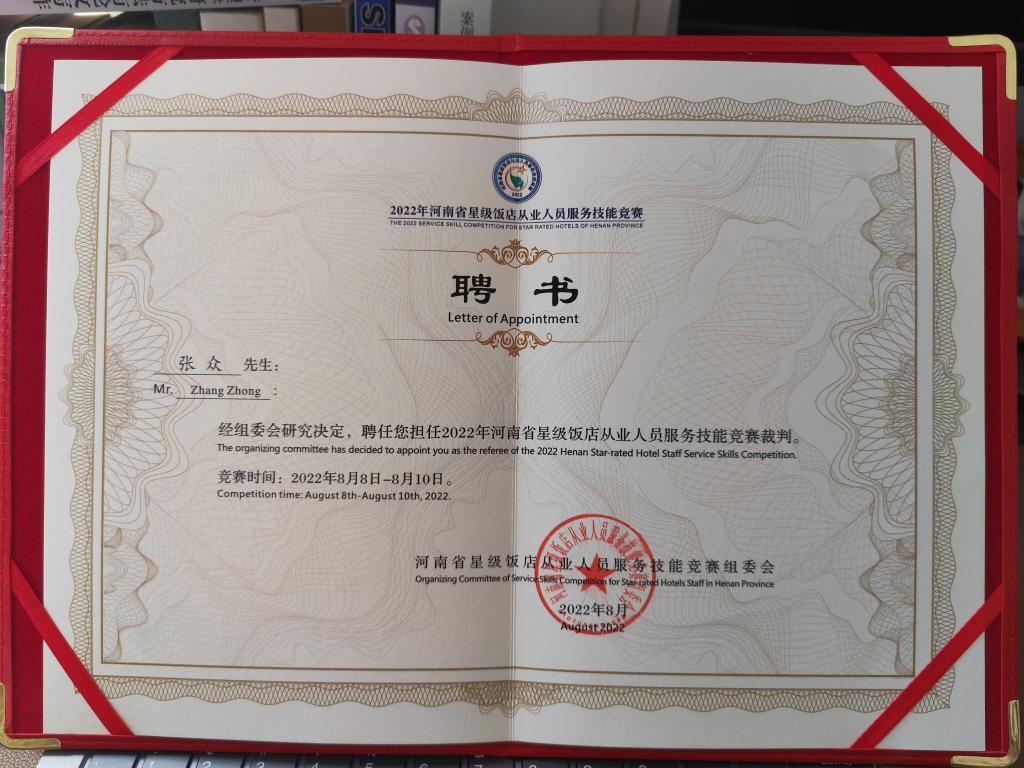 案例
2022
2022年河南省星级饭店从业人员服务技能竞赛
THE 2022 SERVICE SKILL COMPETITION FOR STAR RATED HOTELS OF HENAN PROVINCE
聘 书
Letter of Appointment
张 众 先生：
Mr. Zhang Zhong :
经组委会研究决定，聘任您担任2022年河南省星级饭店从业人员服务技能竞赛裁判。
The organizing committee has decided to appoint you as the referee of the 2022 Henan Star-rated Hotel Staff Service Skills Competition.
竞赛时间：2022年8月8日-8月10日。
Competition time: August 8th-August 10th, 2022.
河南省星级饭店从业人员服务技能竞赛组委会
Organizing Committee of Service Skills Competition for Star-rated Hotels Staff in Henan Province
2022年8月
August 2022